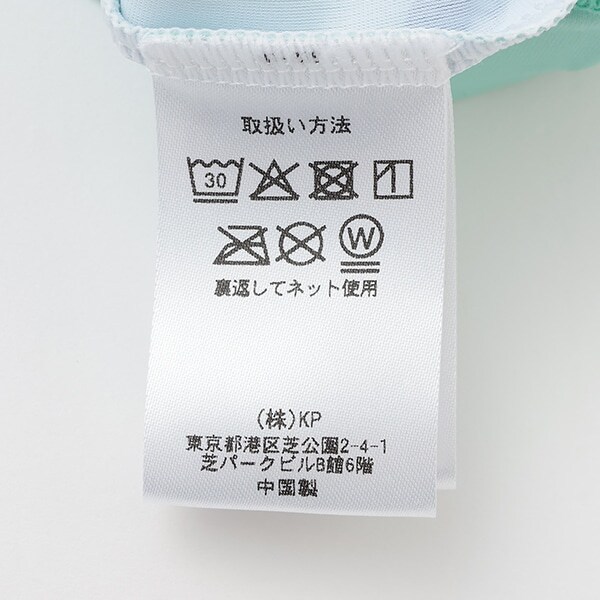 取扱い方法
30
W
裏返してネット使用
(株)KP
東京都港区芝公園2-4-1
芝パークビルB館6階
中国製